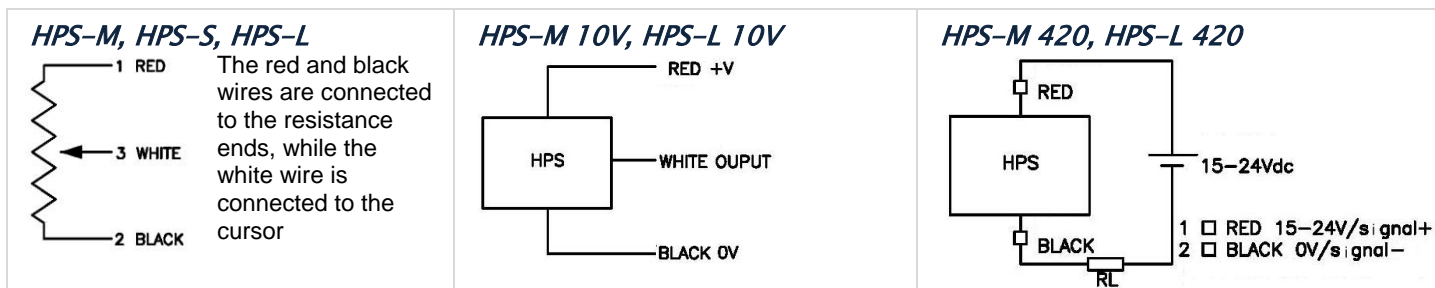 HPS-M, HPS-S, HPS-L
1 RED
The red and black
wires are connected
to the resistance
ends, while the
white wire is
connected to the
cursor
3 WHITE
2 BLACK
HPS-M 10V, HPS-L 10V
RED +V
HPS
WHITE OUPUT
BLACK 0V
HPS-M 420, HPS-L 420
RED
HPS
15-24Vdc
BLACK
RL
1 □ RED 15-24V/signal+
2 □ BLACK 0V/signal-